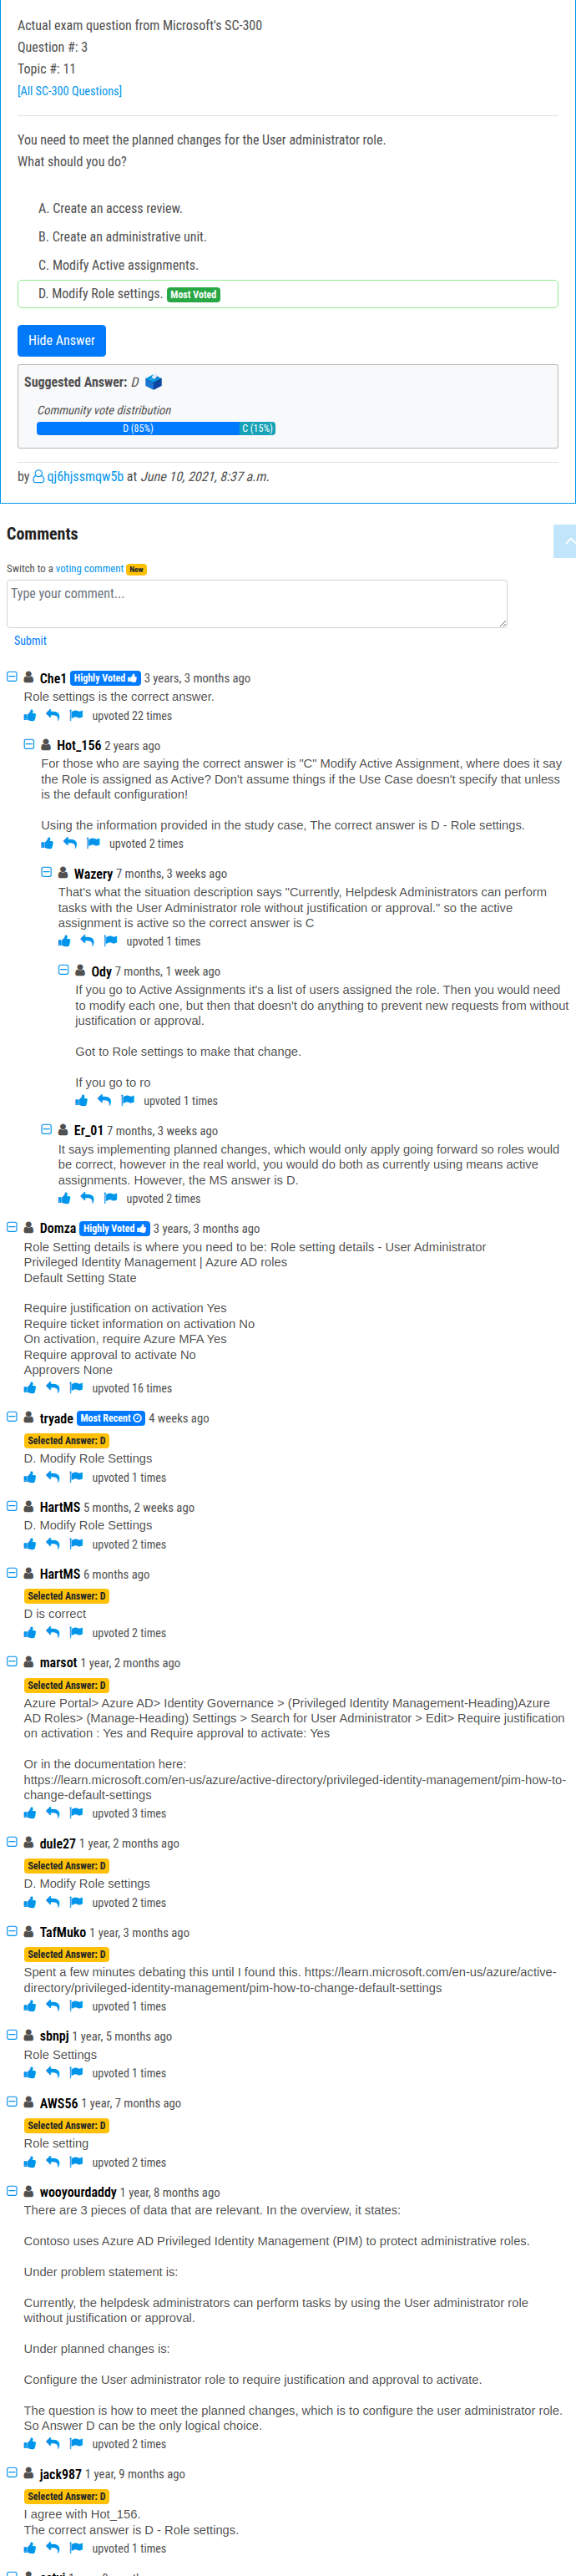 Actual exam question from Microsoft's SC-300
Question #: 3
Topic #: 11
[All SC-300 Questions]
You need to meet the planned changes for the User administrator role.
What should you do?
A. Create an access review.
B. Create an administrative unit.
C. Modify Active assignments.
D. Modify Role settings. Most Voted
Hide Answer
Suggested Answer: D
Community vote distribution
D (85%) C (15%)
by qj6hjssmqw5b at June 10, 2021, 8:37 a.m.
Comments
Switch to a voting comment New
Type your comment...
Submit
Che1 Highly Voted 3 years, 3 months ago
Role settings is the correct answer.
upvoted 22 times
Hot_156 2 years ago
For those who are saying the correct answer is "C" Modify Active Assignment, where does it say
the Role is assigned as Active? Don't assume things if the Use Case doesn't specify that unless
is the default configuration!
Using the information provided in the study case, The correct answer is D - Role settings.
upvoted 2 times
Wazery 7 months, 3 weeks ago
That's what the situation description says "Currently, Helpdesk Administrators can perform
tasks with the User Administrator role without justification or approval." so the active
assignment is active so the correct answer is C
upvoted 1 times
Ody 7 months, 1 week ago
If you go to Active Assignments it's a list of users assigned the role. Then you would need
to modify each one, but then that doesn't do anything to prevent new requests from without
justification or approval.
Got to Role settings to make that change.
If you go to ro
upvoted 1 times
Er_01 7 months, 3 weeks ago
It says implementing planned changes, which would only apply going forward so roles would
be correct, however in the real world, you would do both as currently using means active
assignments. However, the MS answer is D.
upvoted 2 times
Domza Highly Voted 3 years, 3 months ago
Role Setting details is where you need to be: Role setting details - User Administrator
Privileged Identity Management | Azure AD roles
Default Setting State
Require justification on activation Yes
Require ticket information on activation No
On activation, require Azure MFA Yes
Require approval to activate No
Approvers None
upvoted 16 times
tryade Most Recent 4 weeks ago
Selected Answer: D
D. Modify Role Settings
upvoted 1 times
HartMS 5 months, 2 weeks ago
D. Modify Role Settings
upvoted 2 times
HartMS 6 months ago
Selected Answer: D
D is correct
upvoted 2 times
marsot 1 year, 2 months ago
Selected Answer: D
Azure Portal> Azure AD> Identity Governance > (Privileged Identity Management-Heading)Azure
AD Roles> (Manage-Heading) Settings > Search for User Administrator > Edit> Require justification
on activation : Yes and Require approval to activate: Yes
Or in the documentation here:
https://learn.microsoft.com/en-us/azure/active-directory/privileged-identity-management/pim-how-to-
change-default-settings
upvoted 3 times
dule27 1 year, 2 months ago
Selected Answer: D
D. Modify Role settings
upvoted 2 times
TafMuko 1 year, 3 months ago
Selected Answer: D
Spent a few minutes debating this until I found this. https://learn.microsoft.com/en-us/azure/active-
directory/privileged-identity-management/pim-how-to-change-default-settings
upvoted 1 times
sbnpj 1 year, 5 months ago
Role Settings
upvoted 1 times
AWS56 1 year, 7 months ago
Selected Answer: D
Role setting
upvoted 2 times
wooyourdaddy 1 year, 8 months ago
There are 3 pieces of data that are relevant. In the overview, it states:
Contoso uses Azure AD Privileged Identity Management (PIM) to protect administrative roles.
Under problem statement is:
Currently, the helpdesk administrators can perform tasks by using the User administrator role
without justification or approval.
Under planned changes is:
Configure the User administrator role to require justification and approval to activate.
The question is how to meet the planned changes, which is to configure the user administrator role.
So Answer D can be the only logical choice.
upvoted 2 times
jack987 1 year, 9 months ago
Selected Answer: D
I agree with Hot_156.
The correct answer is D - Role settings.
upvoted 1 times